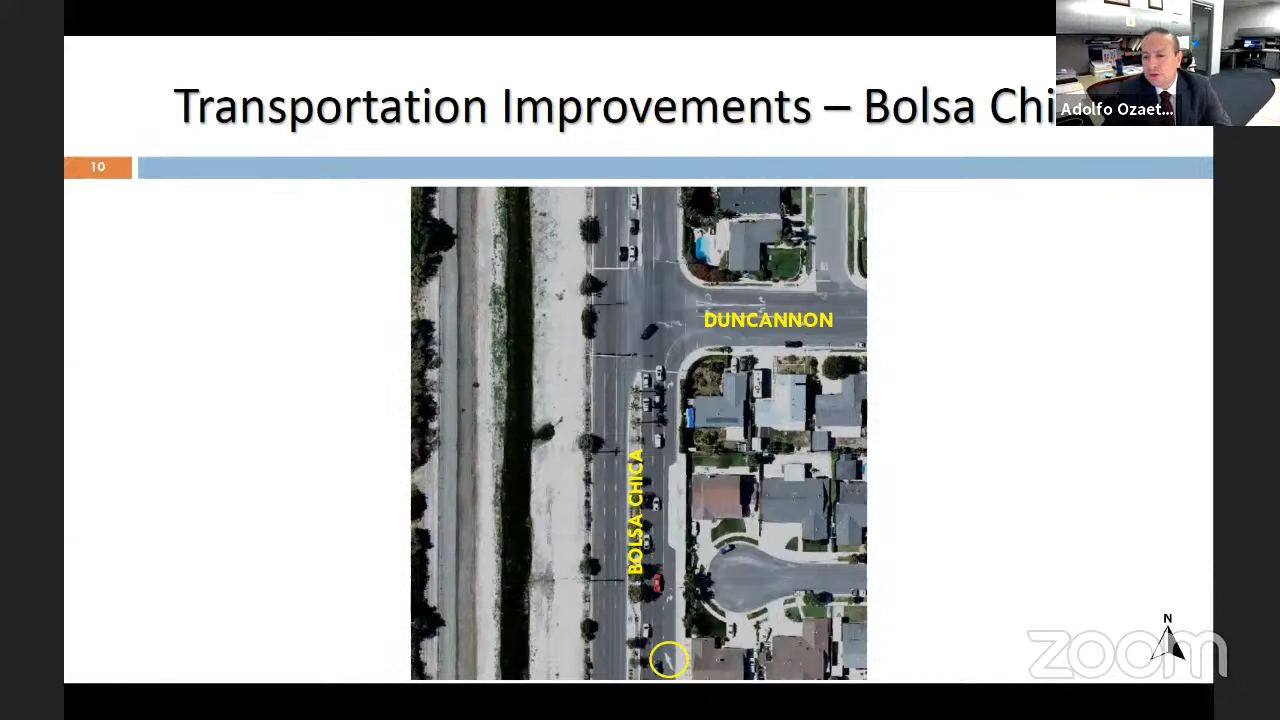 Transportation Improvements – Bolsa Chi
Adolfo Ozaet...
10
DUNCANNON
BOLSA CHICA
N
zoom